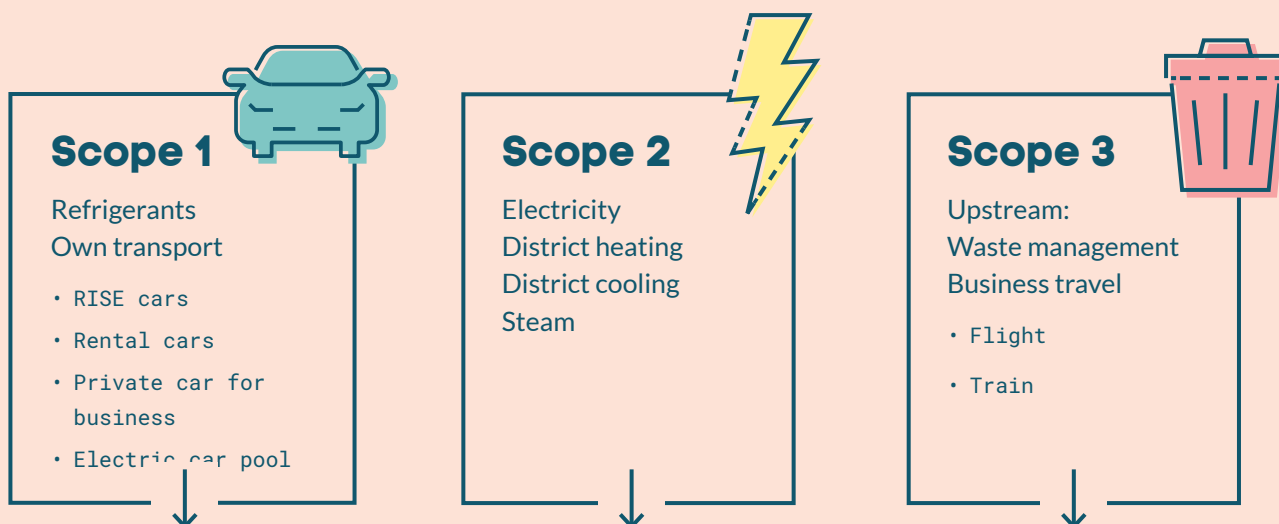 Scope 1
Refrigerants
Own transport
• RISE cars
• Rental cars
• Private car for
business
• Electric car pool
Scope 2
Electricity
District heating
District cooling
Steam
Scope 3
Upstream:
Waste management
Business travel
• Flight
• Train